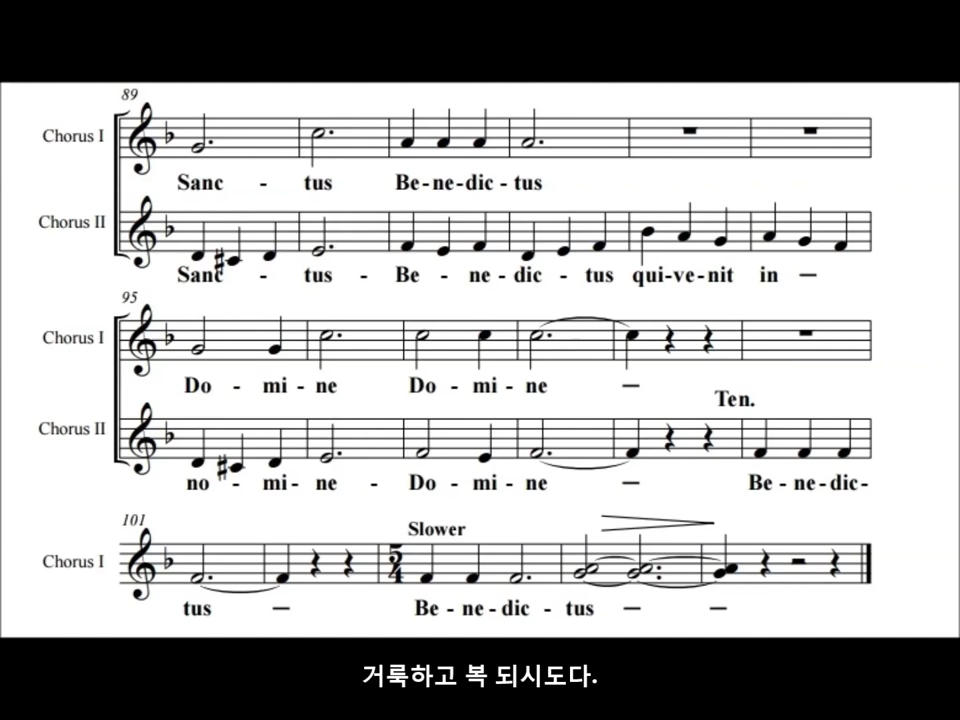 89
Chorus I
Sanc - tus Be - ne - dic - tus
Chorus II
Sanc - tus - Be - ne - dic - tus qui - ve - nit in —
95
Chorus I
Do - mi - ne Do - mi - ne —
Ten.
Chorus II
no - mi - ne - Do - mi - ne — Be - ne - dic -
101
Slower
Chorus I
5
4
tus — Be - ne - dic - tus — —
거룩하고 복 되시도다.